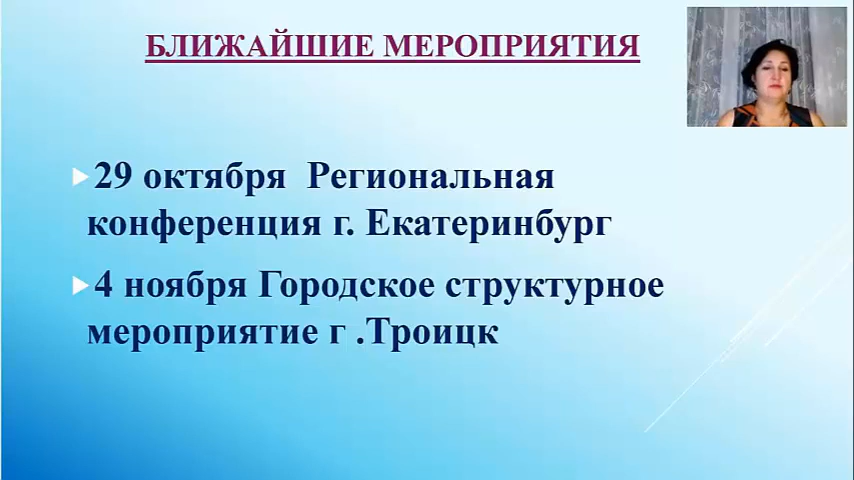 БЛИЖАЙШИЕ МЕРОПРИЯТИЯ
29 октября  Региональная
конференция г. Екатеринбург
4 ноября Городское структурное
мероприятие г .Троицк